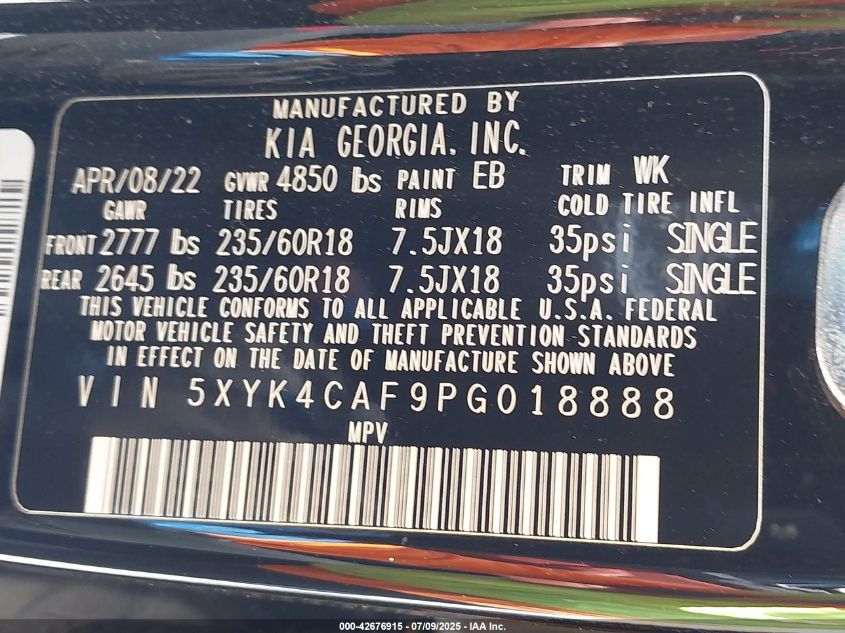 MANUFACTURED BY
KIA GEORGIA. INC.
APR/08/22 GVWR 4850 lbs PAINT EB TRIM WK
GAWR TIRES RIMS COLD TIRE INFL
FRONT 2777 lbs 235/60R18 7.5JX18 35psi SINGLE
REAR 2645 lbs 235/60R18 7.5JX18 35psi SINGLE
THIS VEHICLE CONFORMS TO ALL APPLICABLE U.S.A. FEDERAL
MOTOR VEHICLE SAFETY AND THEFT PREVENTION STANDARDS
IN EFFECT ON THE DATE OF MANUFACTURE SHOWN ABOVE
VIN 5XYK4CAF9PG018888
MPV
000-42676915 - 07/09/2025 - IAA Inc.